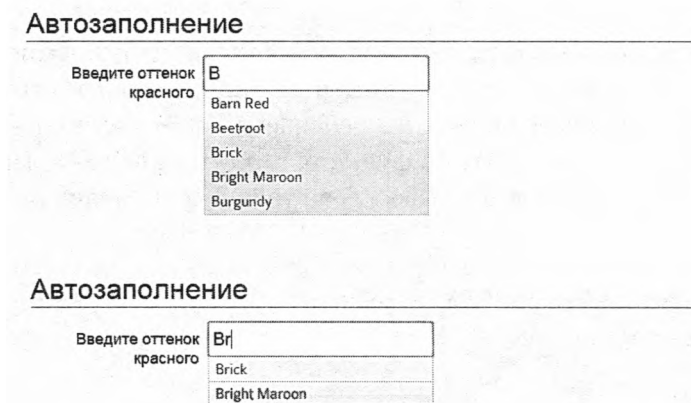 Автозаполнение
Введите оттенок
красного
B
Barn Red
Beetroot
Brick
Bright Maroon
Burgundy
Автозаполнение
Введите оттенок
красного
Br
Brick
Bright Maroon